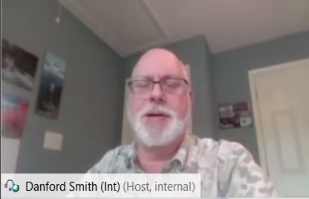 Danford Smith (Int) (Host, internal)